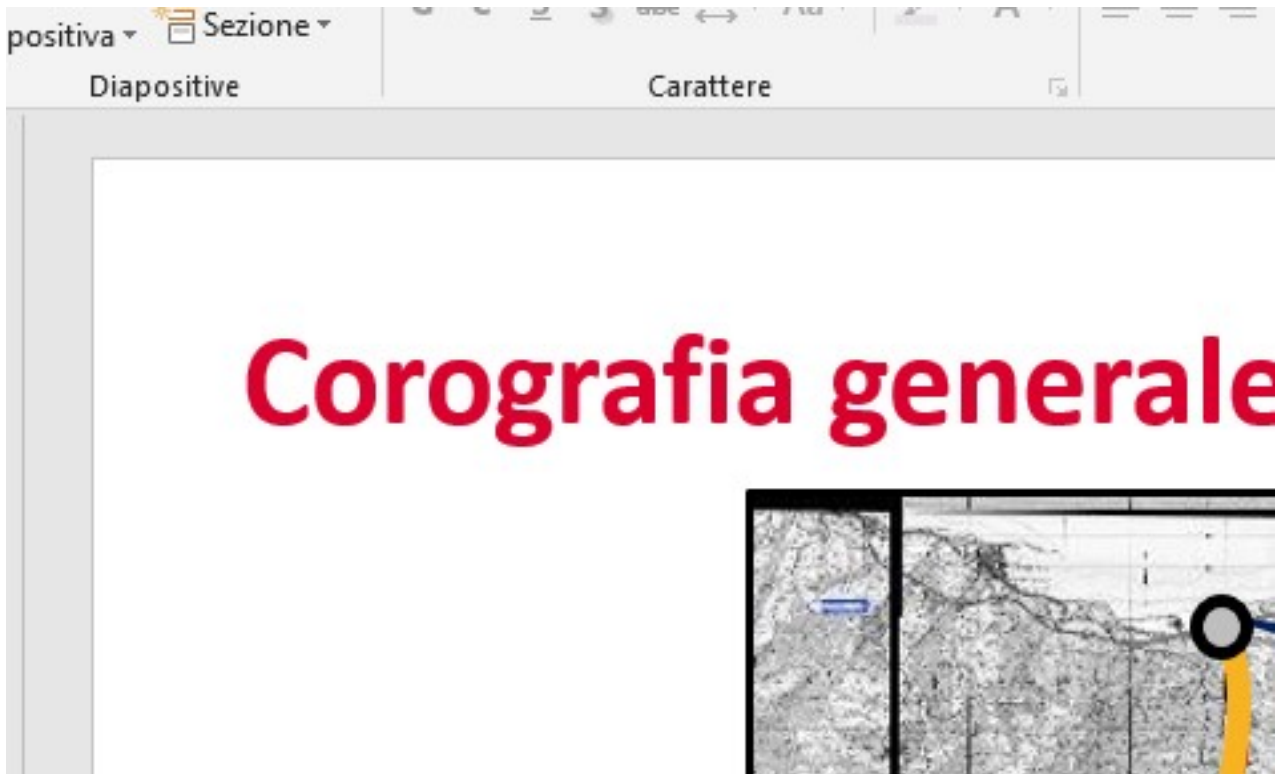 positiva
Sezione
Diapositive
Carattere
Corografia generale